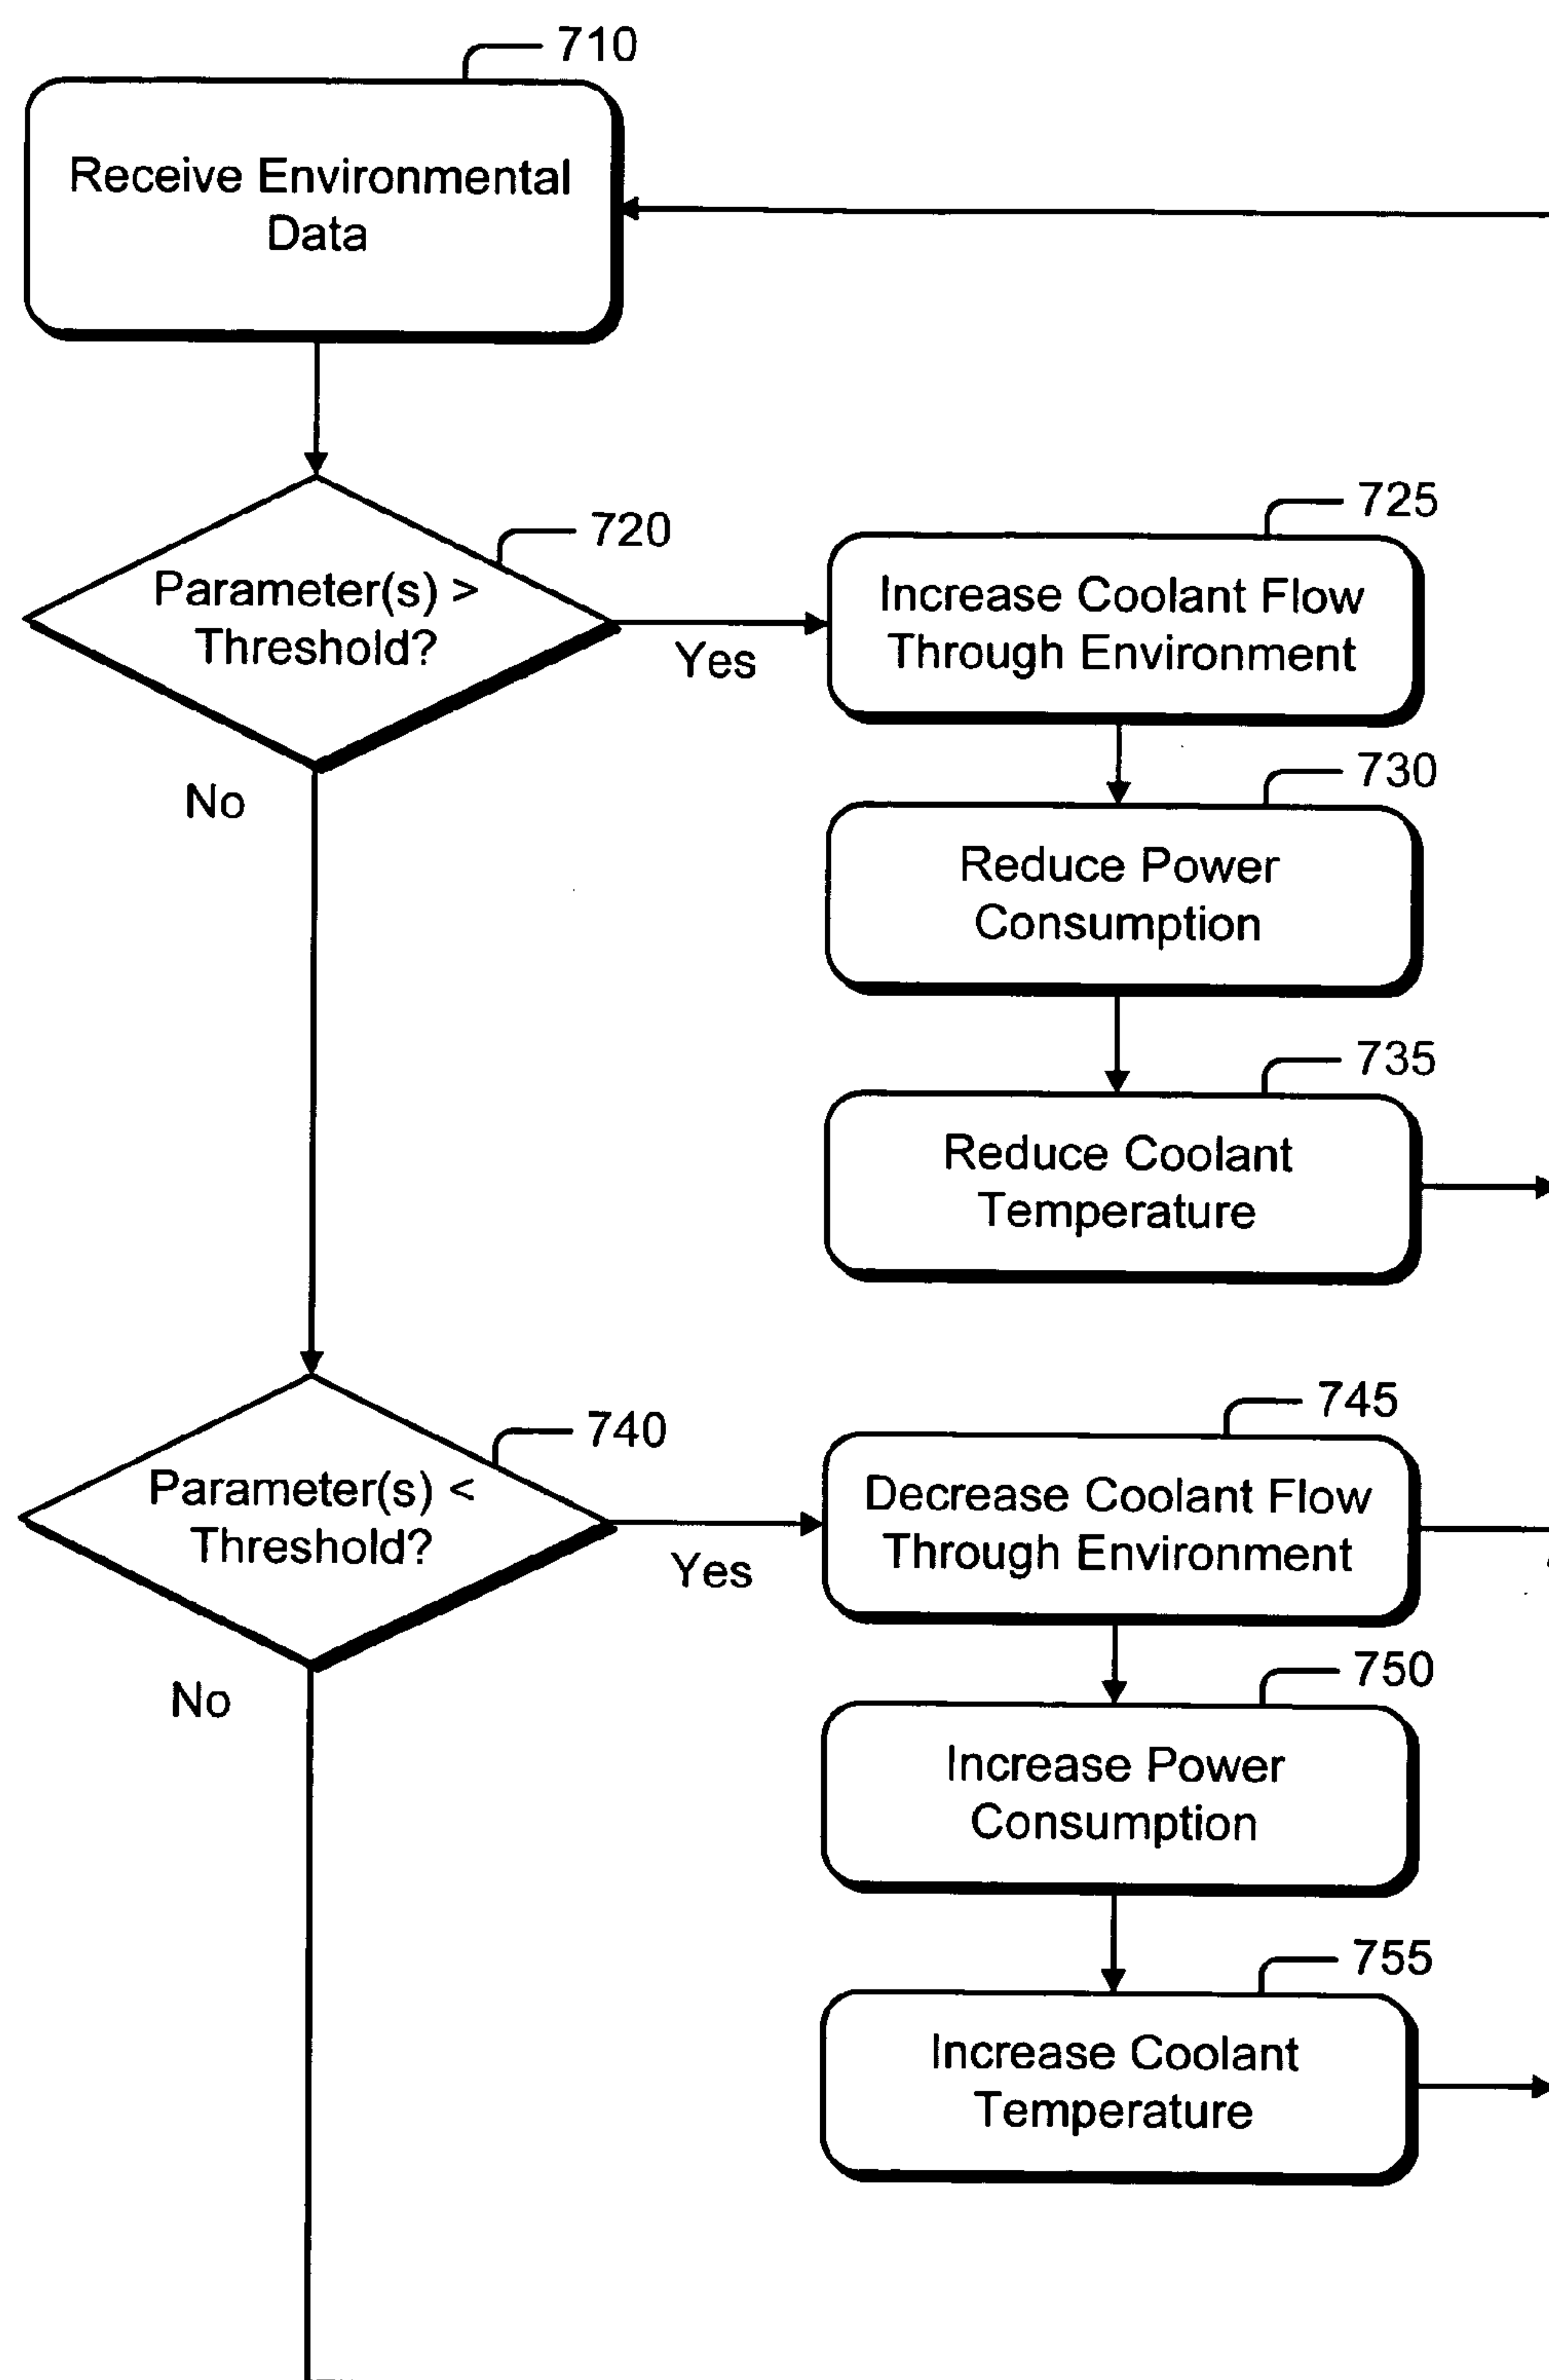 710
Receive Environmental
Data
720
Parameter(s) >
Threshold?
Yes
No
725
Increase Coolant Flow
Through Environment
730
Reduce Power
Consumption
735
Reduce Coolant
Temperature
740
Parameter(s) <
Threshold?
Yes
No
745
Decrease Coolant Flow
Through Environment
750
Increase Power
Consumption
755
Increase Coolant
Temperature